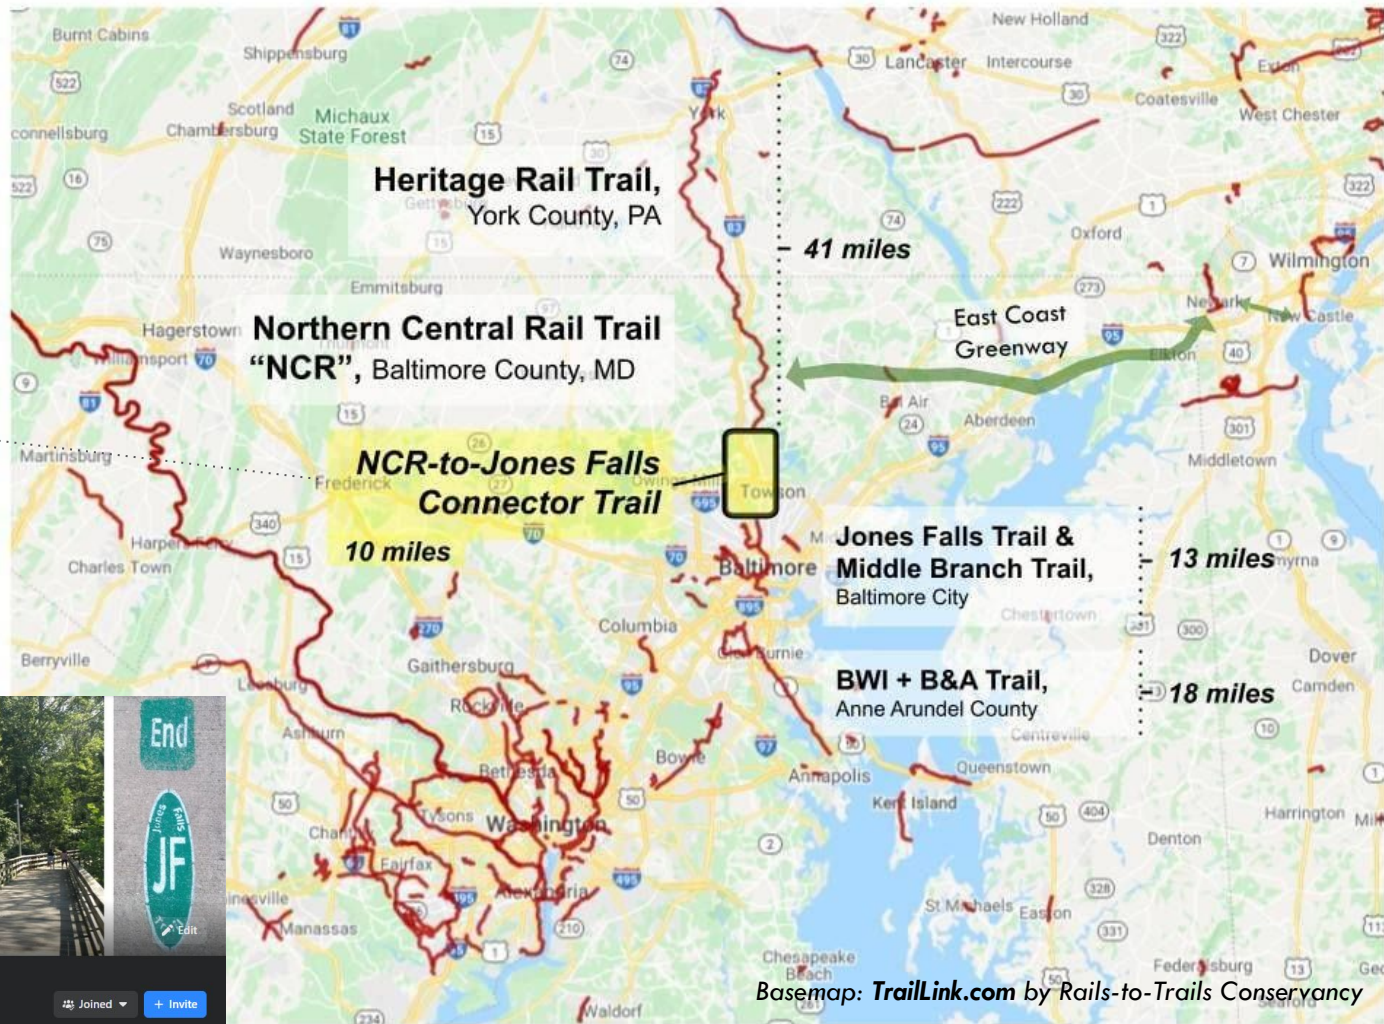 Heritage Rail Trail,
York County, PA
41 miles
Northern Central Rail Trail
“NCR”, Baltimore County, MD
East Coast
Greenway
NCR-to-Jones Falls
Connector Trail
10 miles
Jones Falls Trail &
Middle Branch Trail,
Baltimore City
13 miles
BWI + B&A Trail,
Anne Arundel County
18 miles
Basemap: TrailLink.com by Rails-to-Trails Conservancy
End
Jones
Falls
JF
Edit
Joined
+ Invite
Burnt Cabins
Shippensburg
New Holland
Lancaster
Intercourse
Exton
Coatesville
West Chester
Scotland
Chambersburg
Michaux
State Forest
connellsburg
York
Waynesboro
Emmitsburg
Oxford
Wilmington
Newark
New Castle
Elkton
Hagerstown
Williamsport
Bel Air
Aberdeen
Middletown
Martinsburg
Frederick
Towson
Harpers Ferry
Charles Town
Baltimore
Columbia
Chestertown
Glen Burnie
Berryville
Gaithersburg
Leesburg
Rockville
Dover
Camden
Ashburn
Bethesda
Bowie
Centreville
Annapolis
Queenstown
Kent Island
Tysons
Washington
Harrington
Denton
Fairfax
Alexandria
Manassas
St Michaels
Easton
Chesapeake
Beach
Federalsburg
Waldorf
Seaford